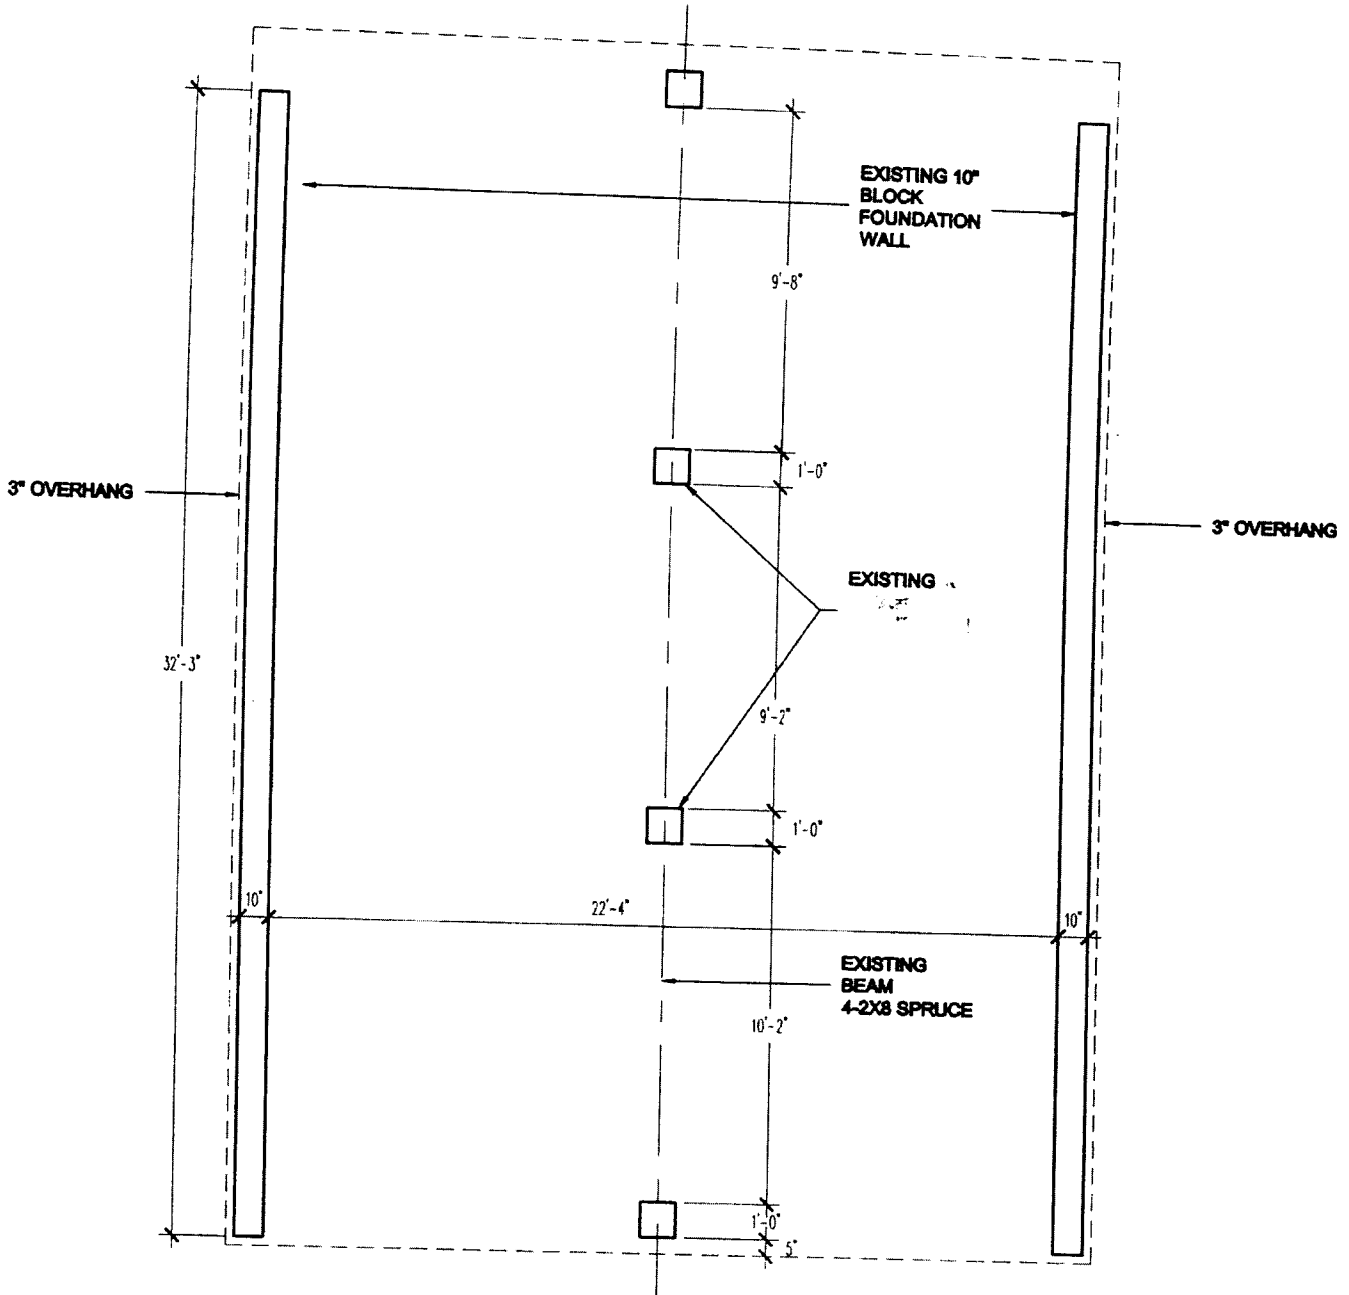 EXISTING 10"
BLOCK
FOUNDATION
WALL
9'-8"
1'-0"
3" OVERHANG
3" OVERHANG
EXISTING
32'-3"
9'-2"
1'-0"
10"
22'-4"
10"
EXISTING
BEAM
4-2X8 SPRUCE
10'-2"
1'-0"
5"